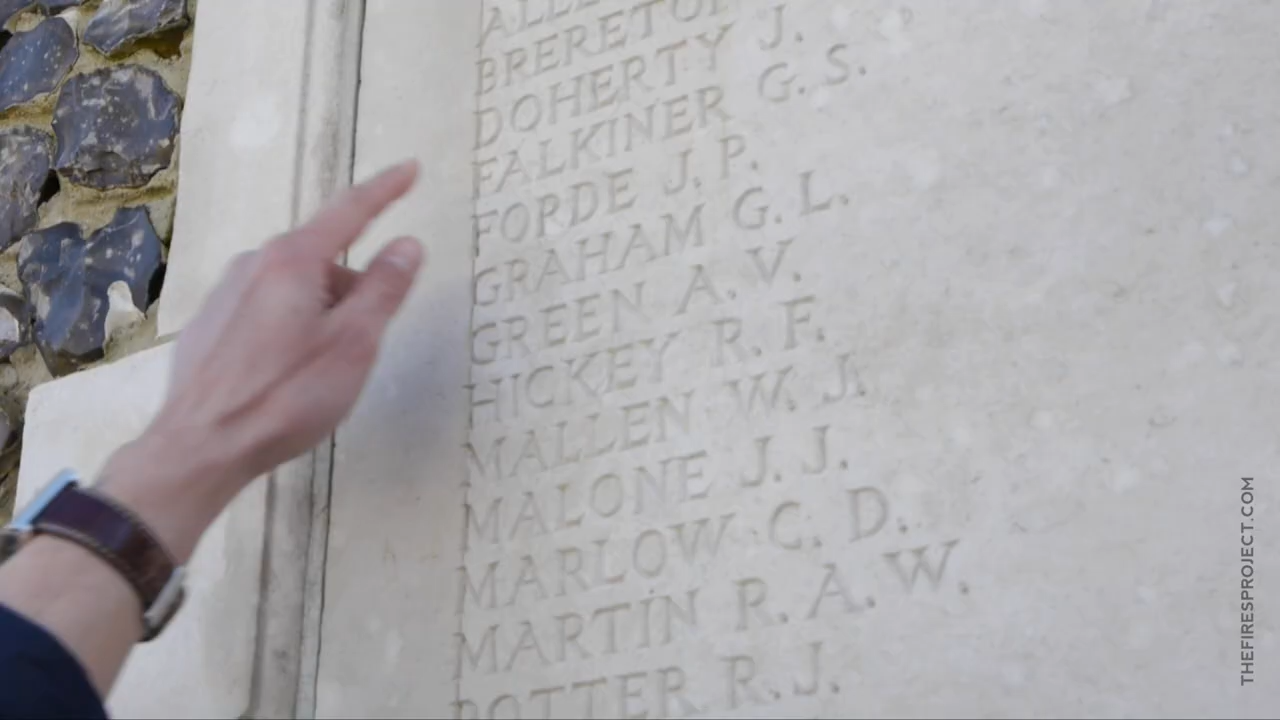 BRERETON
DOHERTY J.
FALKINER G. S.
FORDE J. P.
GRAHAM G. L.
GREEN A. V.
HICKEY R. F.
MALLEN W. J.
MALONE J. J.
MARLOW C. D.
MARTIN R. A. W.
POTTER R. J.
THEFIRESPROJECT.COM